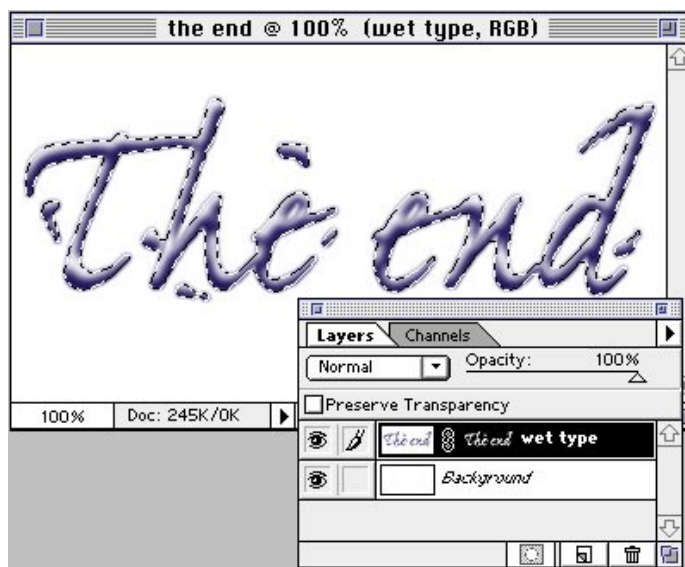 the end @ 100% (wet type, RGB)
The end
Layers Channels
Normal Opacity: 100%
Preserve Transparency
100% Doc: 245K/0K
The end The end wet type
Background